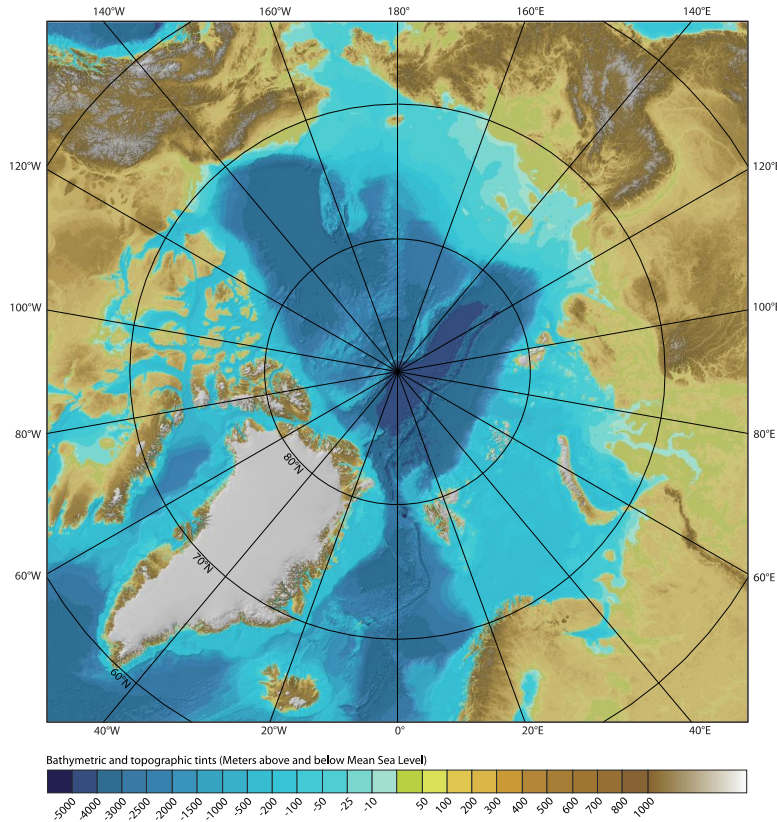 140°W 160°W 180° 160°E 140°E
120°W 120°E
100°W 100°E
80°W 80°E
80°N
70°N
60°W 60°E
60°N
40°W 20°W 0° 20°E 40°E
Bathymetric and topographic tints (Meters above and below Mean Sea Level)
-5000 -4000 -3000 -2500 -2000 -1500 -1000 -500 -200 -100 -50 -25 -10 50 100 200 300 400 500 600 700 800 1000